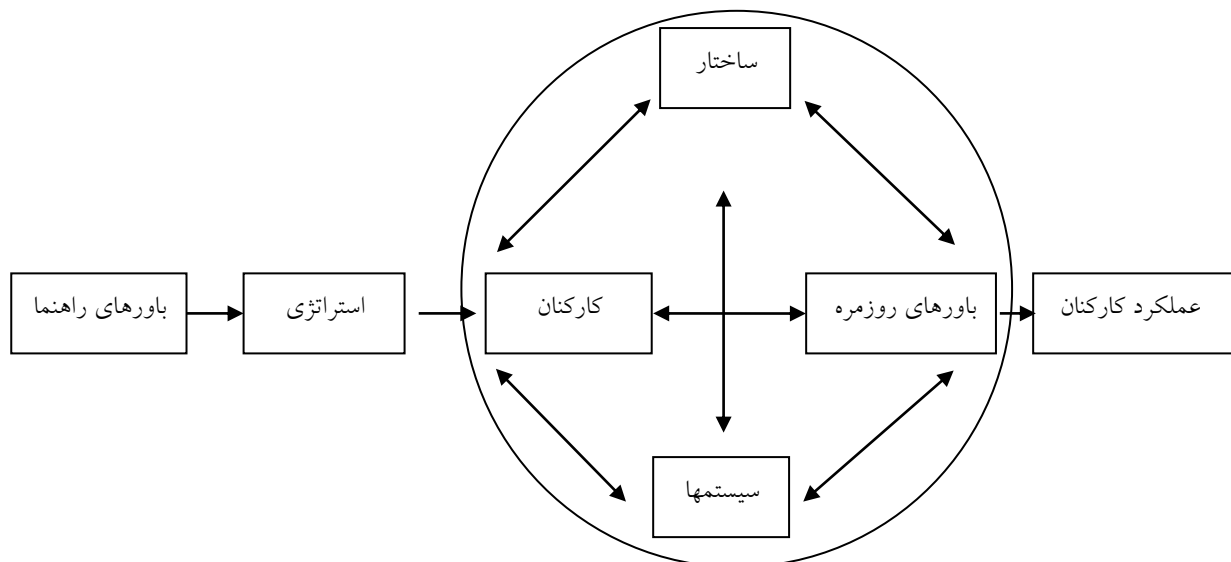 ساختار
باورهای راهنما
استراتژی
کارکنان
باورهای روزمره
عملکرد کارکنان
سیستمها